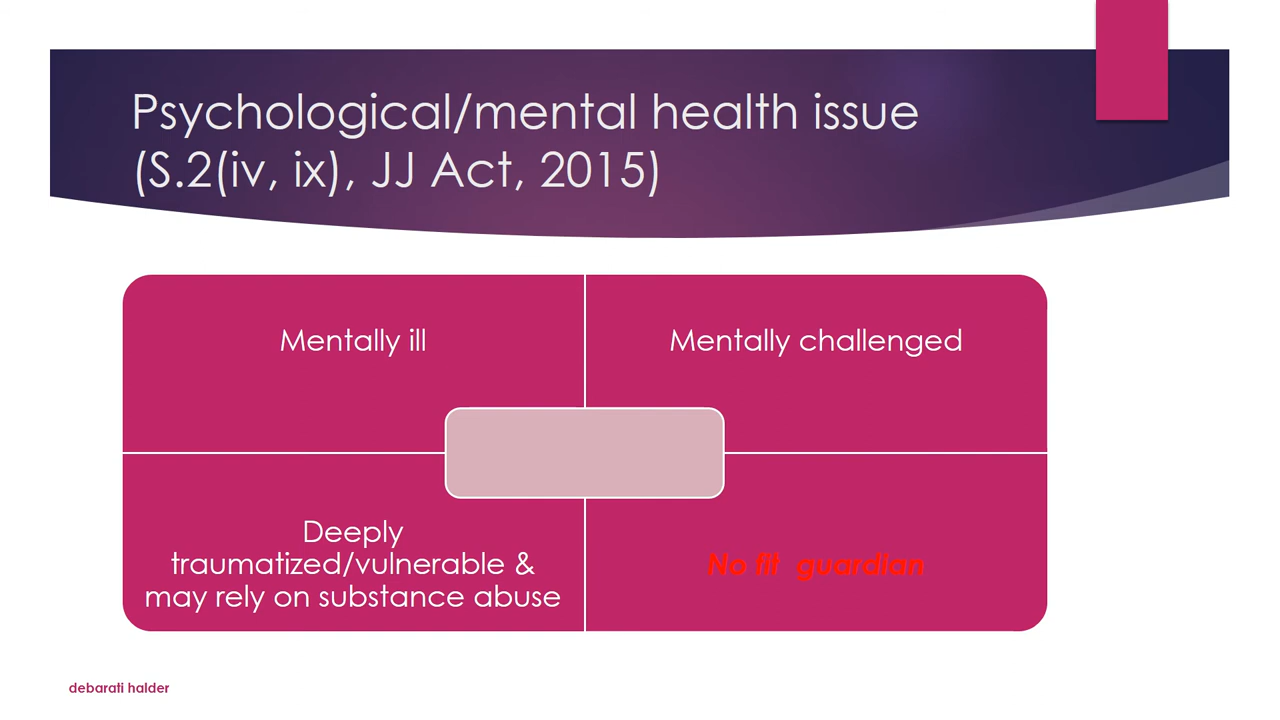 Psychological/mental health issue
(S.2(iv, ix), JJ Act, 2015)
Mentally ill
Mentally challenged
Deeply
traumatized/vulnerable &
may rely on substance abuse
No fit guardian
debarati halder